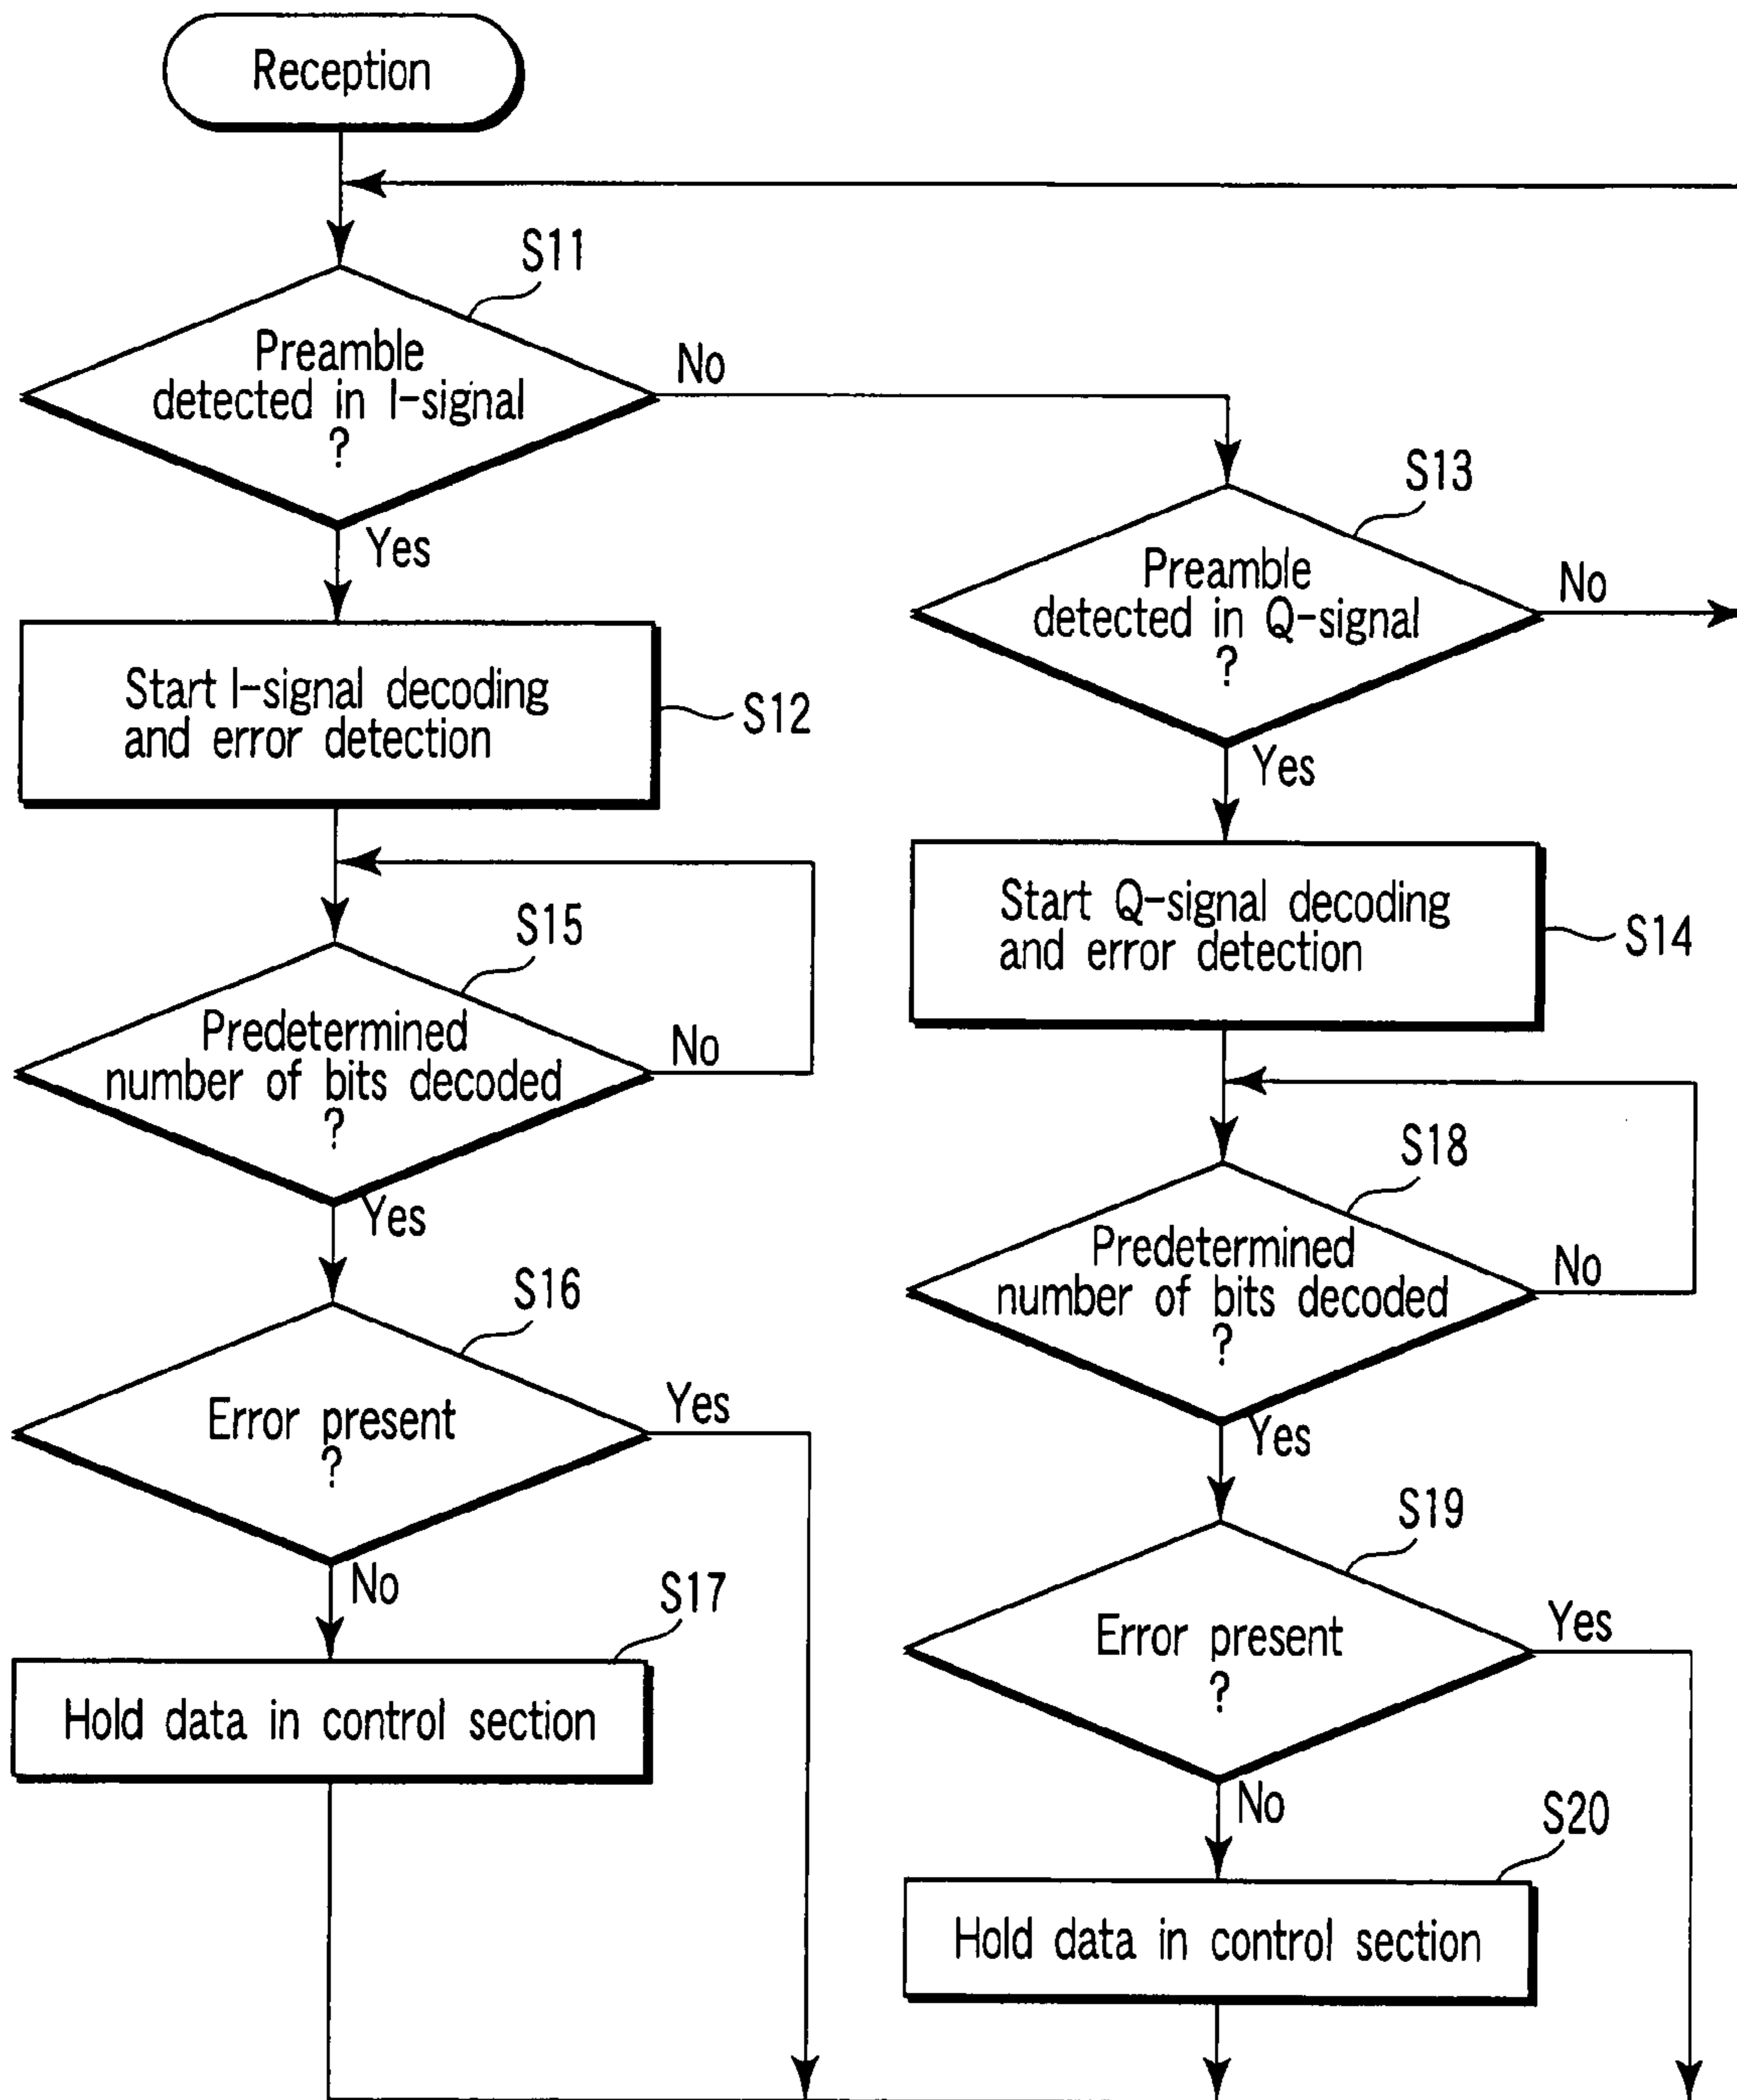 Reception
S11
Preamble
detected in I-signal
?
No
Yes
S13
Preamble
detected in Q-signal
?
No
Yes
Start I-signal decoding
and error detection
S12
Start Q-signal decoding
and error detection
S14
S15
Predetermined
number of bits decoded
?
No
Yes
S18
Predetermined
number of bits decoded
?
No
Yes
S16
Error present
?
Yes
No
S19
Error present
?
Yes
No
S17
Hold data in control section
S20
Hold data in control section